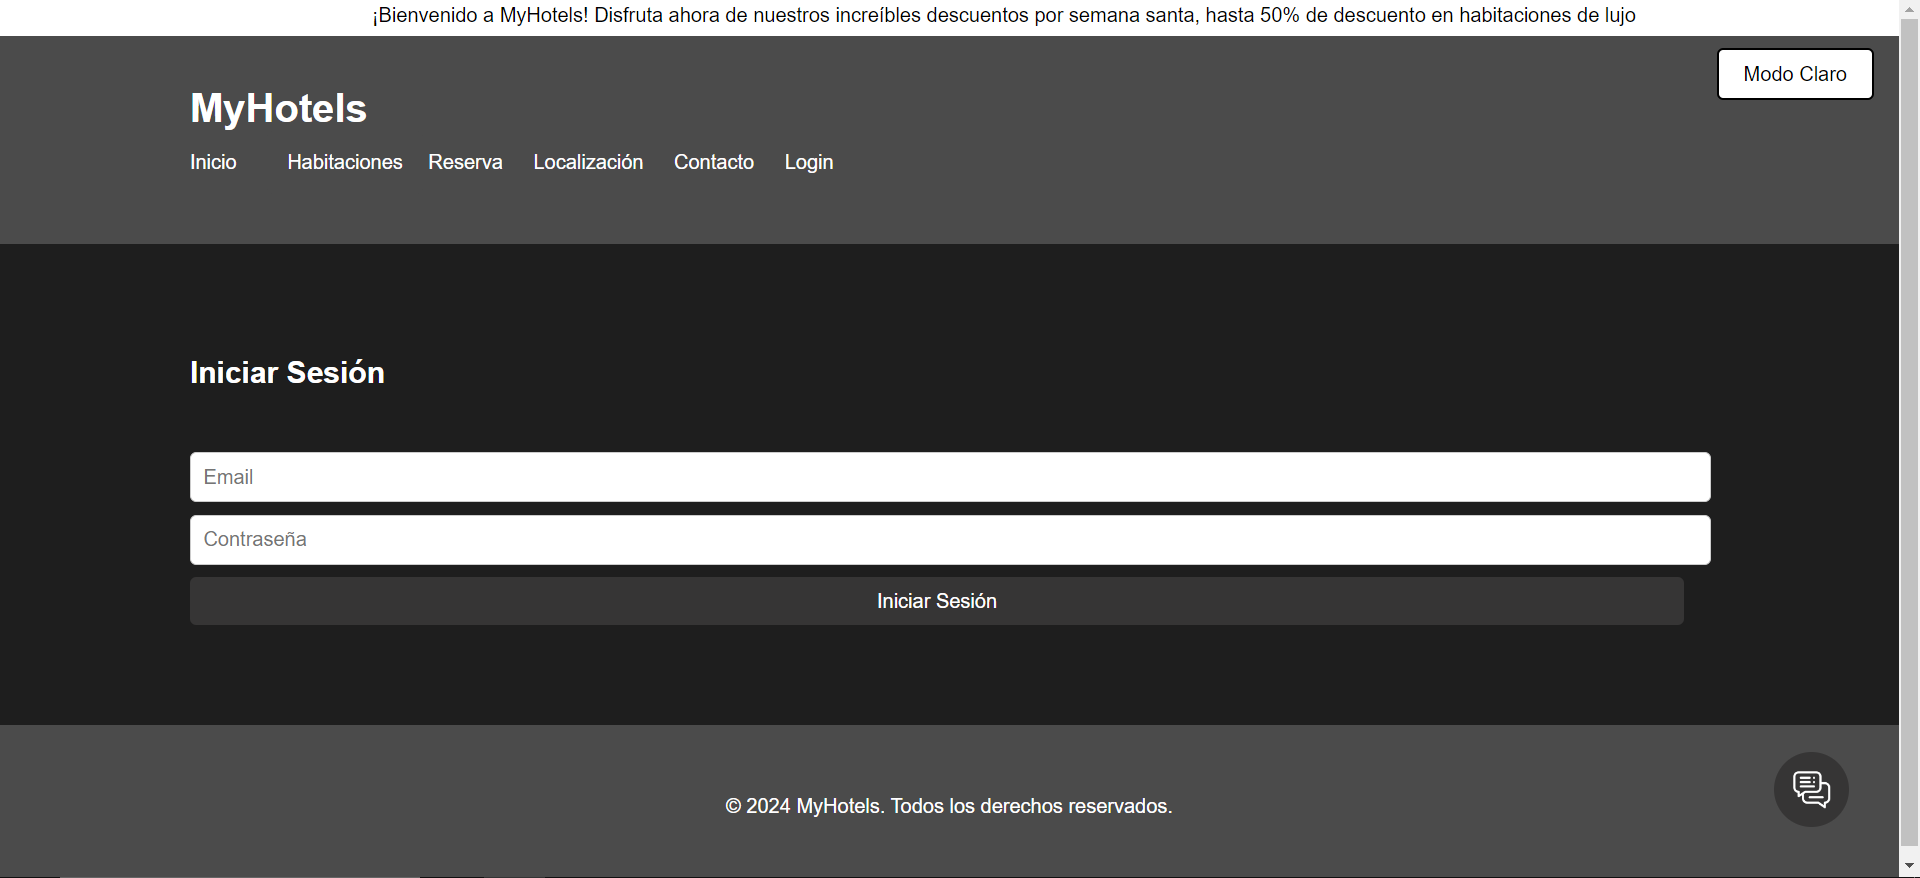 ¡Bienvenido a MyHotels! Disfruta ahora de nuestros increíbles descuentos por semana santa, hasta 50% de descuento en habitaciones de lujo
Modo Claro
MyHotels
Inicio Habitaciones Reserva Localización Contacto Login
Iniciar Sesión
Email
Contraseña
Iniciar Sesión
© 2024 MyHotels. Todos los derechos reservados.